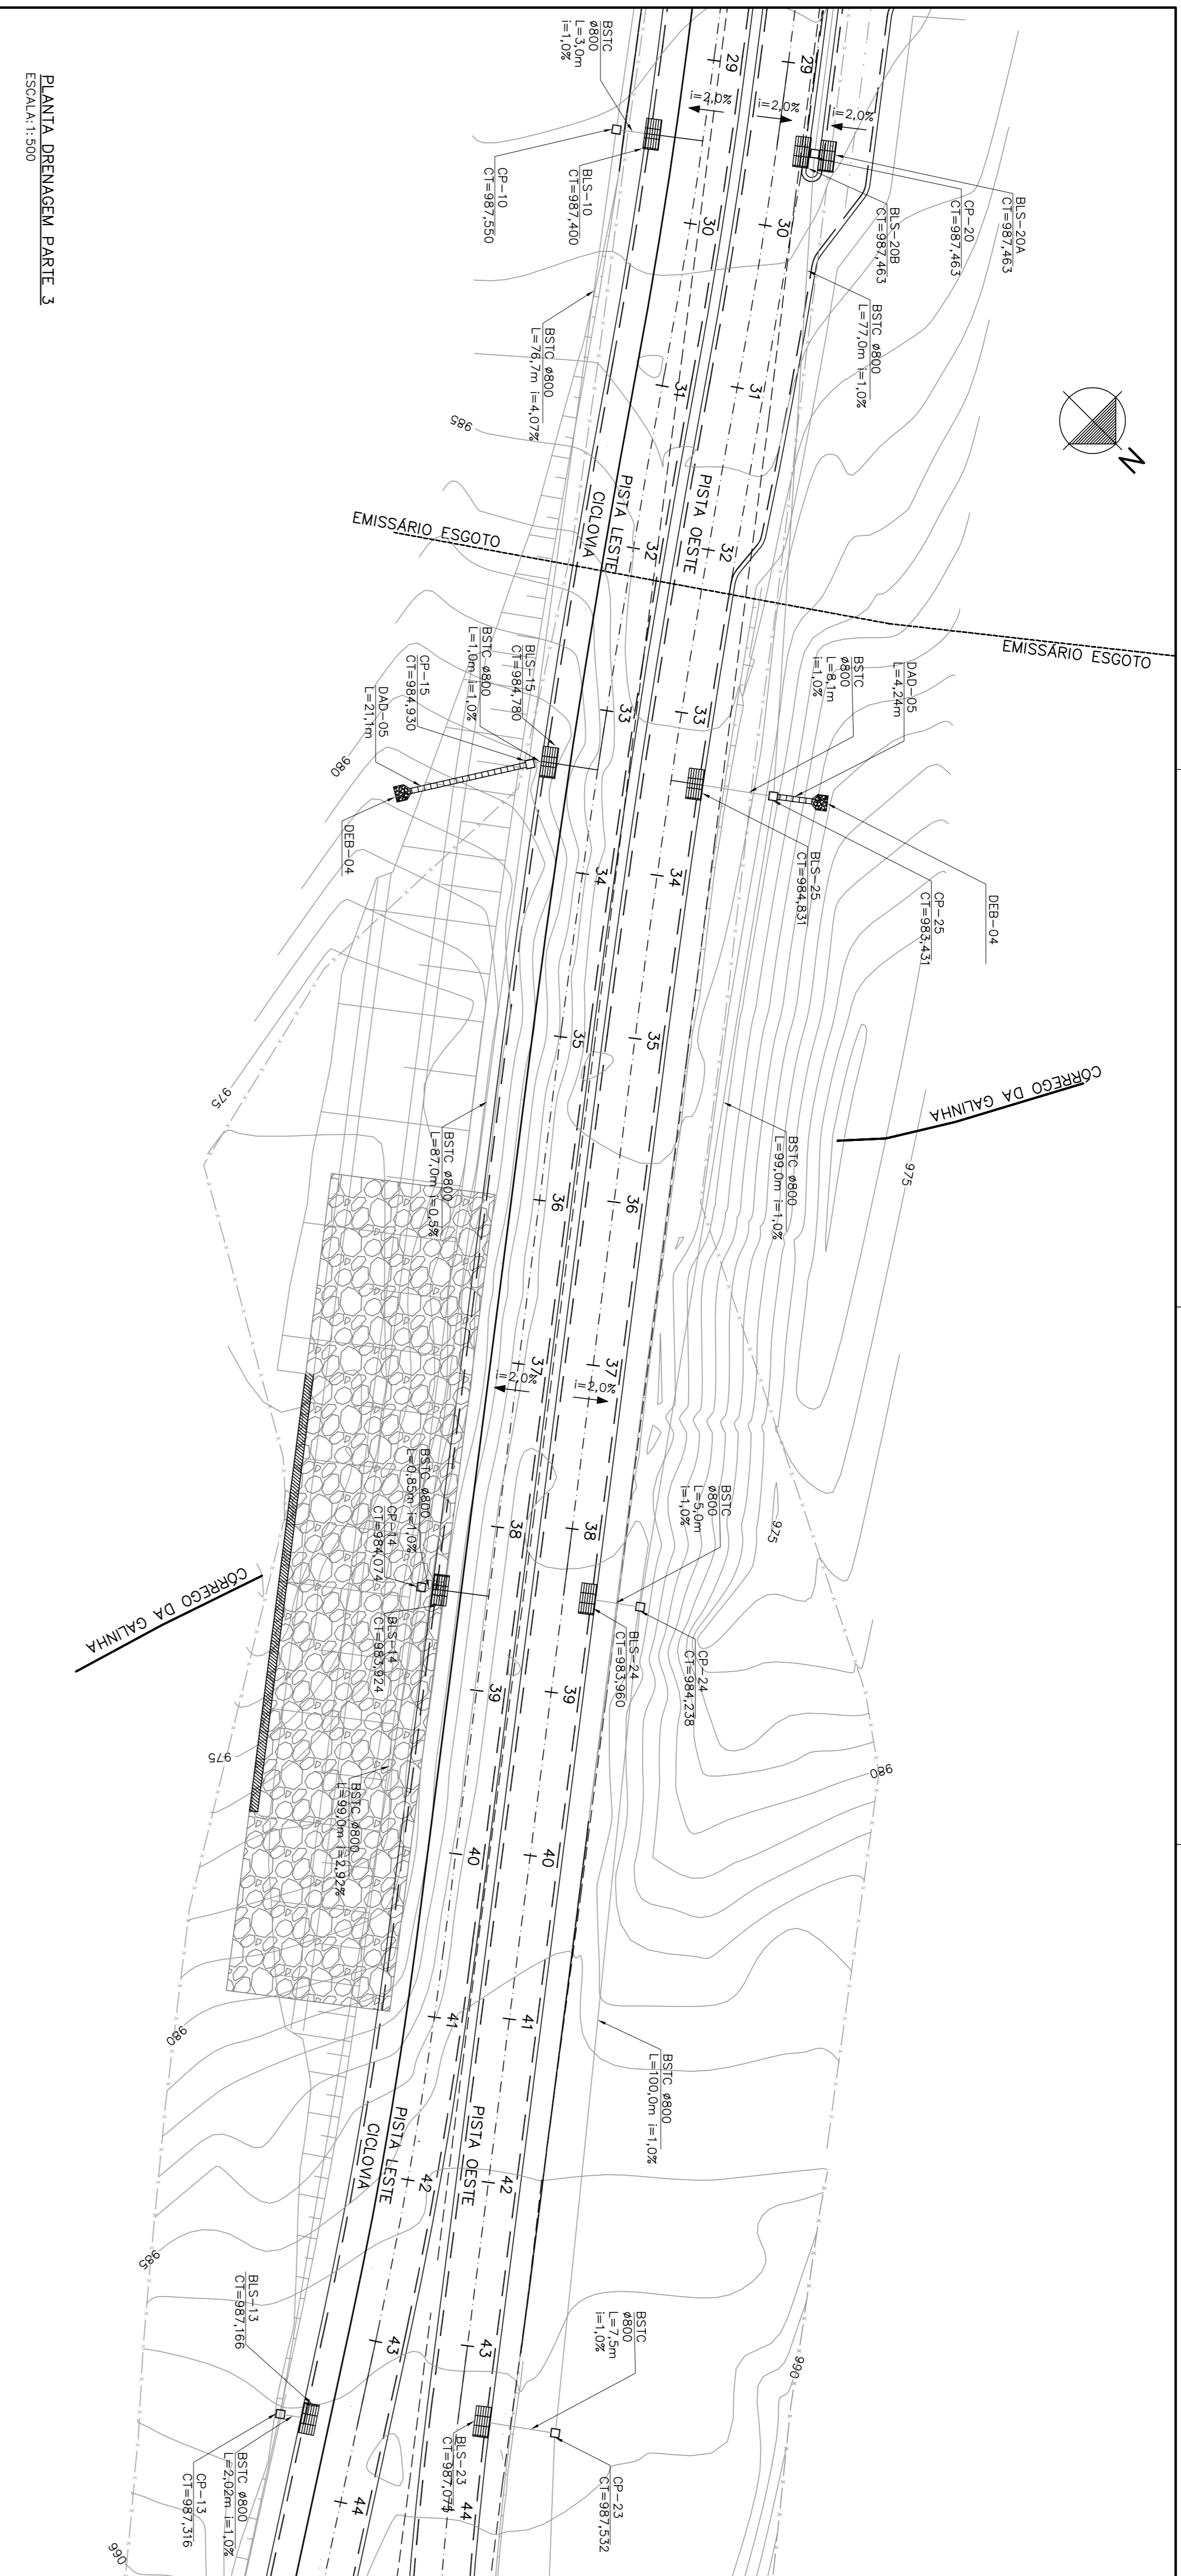 BSTC
ø800
L=3,0m
i=1,0%
29
29
i=2,0%
i=2,0%
i=2,0%
CP-10
CT=987,550
BLS-10
CT=987,400
BLS-20A
CT=987,463
CP-20
CT=987,463
BLS-20B
CT=987,463
30
30
BSTC ø800
L=77,0m i=1,0%
BSTC ø800
L=76,7m i=4,07%
PLANTA DRENAGEM PARTE 3
ESCALA:1:500
N
31
31
985
PISTA OESTE
PISTA LESTE
CICLOVIA
32
32
EMISSÁRIO ESGOTO
EMISSÁRIO ESGOTO
BSTC ø800
L=1,0m i=1,0%
BLS-15
CT=984,780
CP-15
CT=984,930
DAD-05
L=21,1m
BSTC
ø800
L=8,1m
i=1,0%
DAD-05
L=4,24m
33
33
980
DEB-04
BLS-25
CT=984,831
CP-25
CT=983,431
DEB-04
34
34
35
35
975
CÓRREGO DA GALINHA
BSTC ø800
L=87,0m i=0,5%
BSTC ø800
L=99,0m i=1,0%
975
36
36
37
37
i=2,0%
i=2,0%
BSTC ø800
L=0,85m i=1,0%
CP-14
CT=984,074
BSTC
ø800
L=5,0m
i=1,0%
975
38
38
CÓRREGO DA GALINHA
BLS-14
CT=983,924
BLS-24
CT=983,960
CP-24
CT=984,238
39
39
975
980
BSTC ø800
L=99,0m i=2,92%
40
40
980
41
41
BSTC ø800
L=100,0m i=1,0%
PISTA OESTE
PISTA LESTE
CICLOVIA
42
42
985
BLS-13
CT=987,166
BSTC
ø800
L=7,5m
i=1,0%
43
43
990
BSTC ø800
L=2,02m i=1,0%
CP-13
CT=987,316
BLS-23
CT=987,075
CP-23
CT=987,532
44
44
990